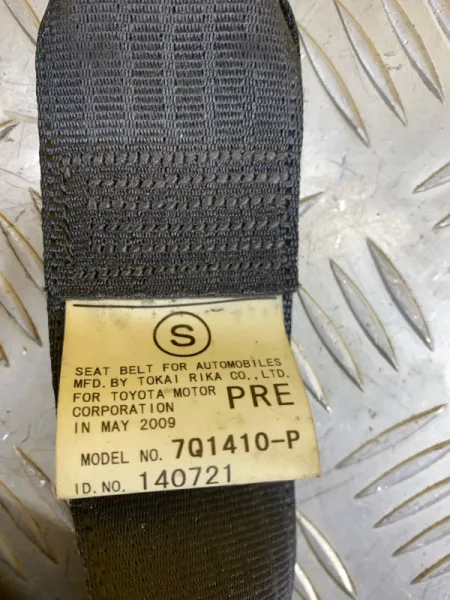 S
SEAT BELT FOR AUTOMOBILES
MFD. BY TOKAI RIKA CO., LTD.
FOR TOYOTA MOTOR PRE
CORPORATION
IN MAY 2009
MODEL NO. 7Q1410-P
ID. NO. 140721